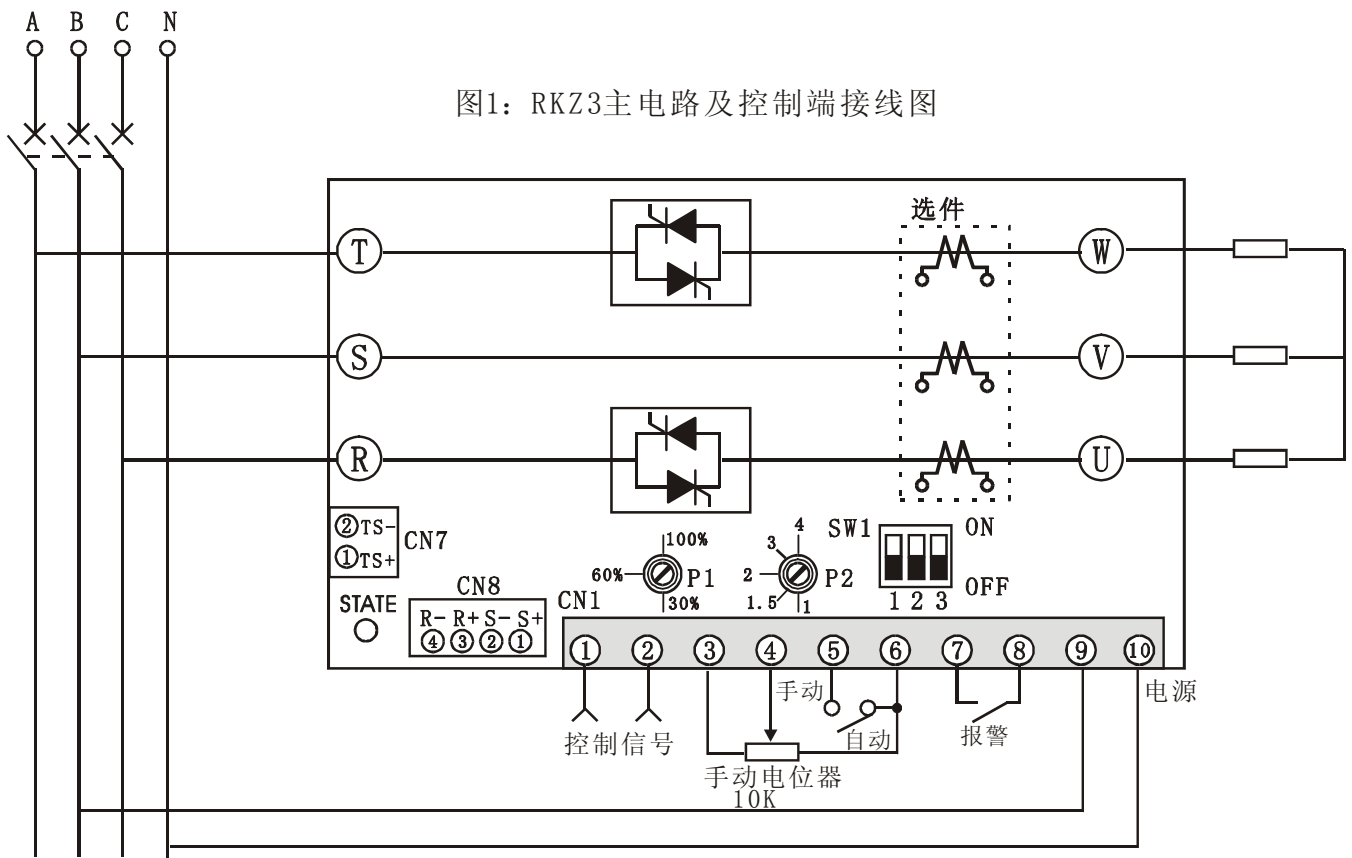 A B C N
图1: RKZ3主电路及控制端接线图
选件
T W
S V
R U
②TS- CN7
①TS+
STATE
CN8
R- R+ S- S+
④ ③ ② ①
100%
60% P1
30%
4
3
2 P2
1.5 1
SW1 ON
OFF
1 2 3
CN1
① ② ③ ④ ⑤ ⑥ ⑦ ⑧ ⑨ ⑩
控制信号
手动
自动
报警
电源
手动电位器
10K